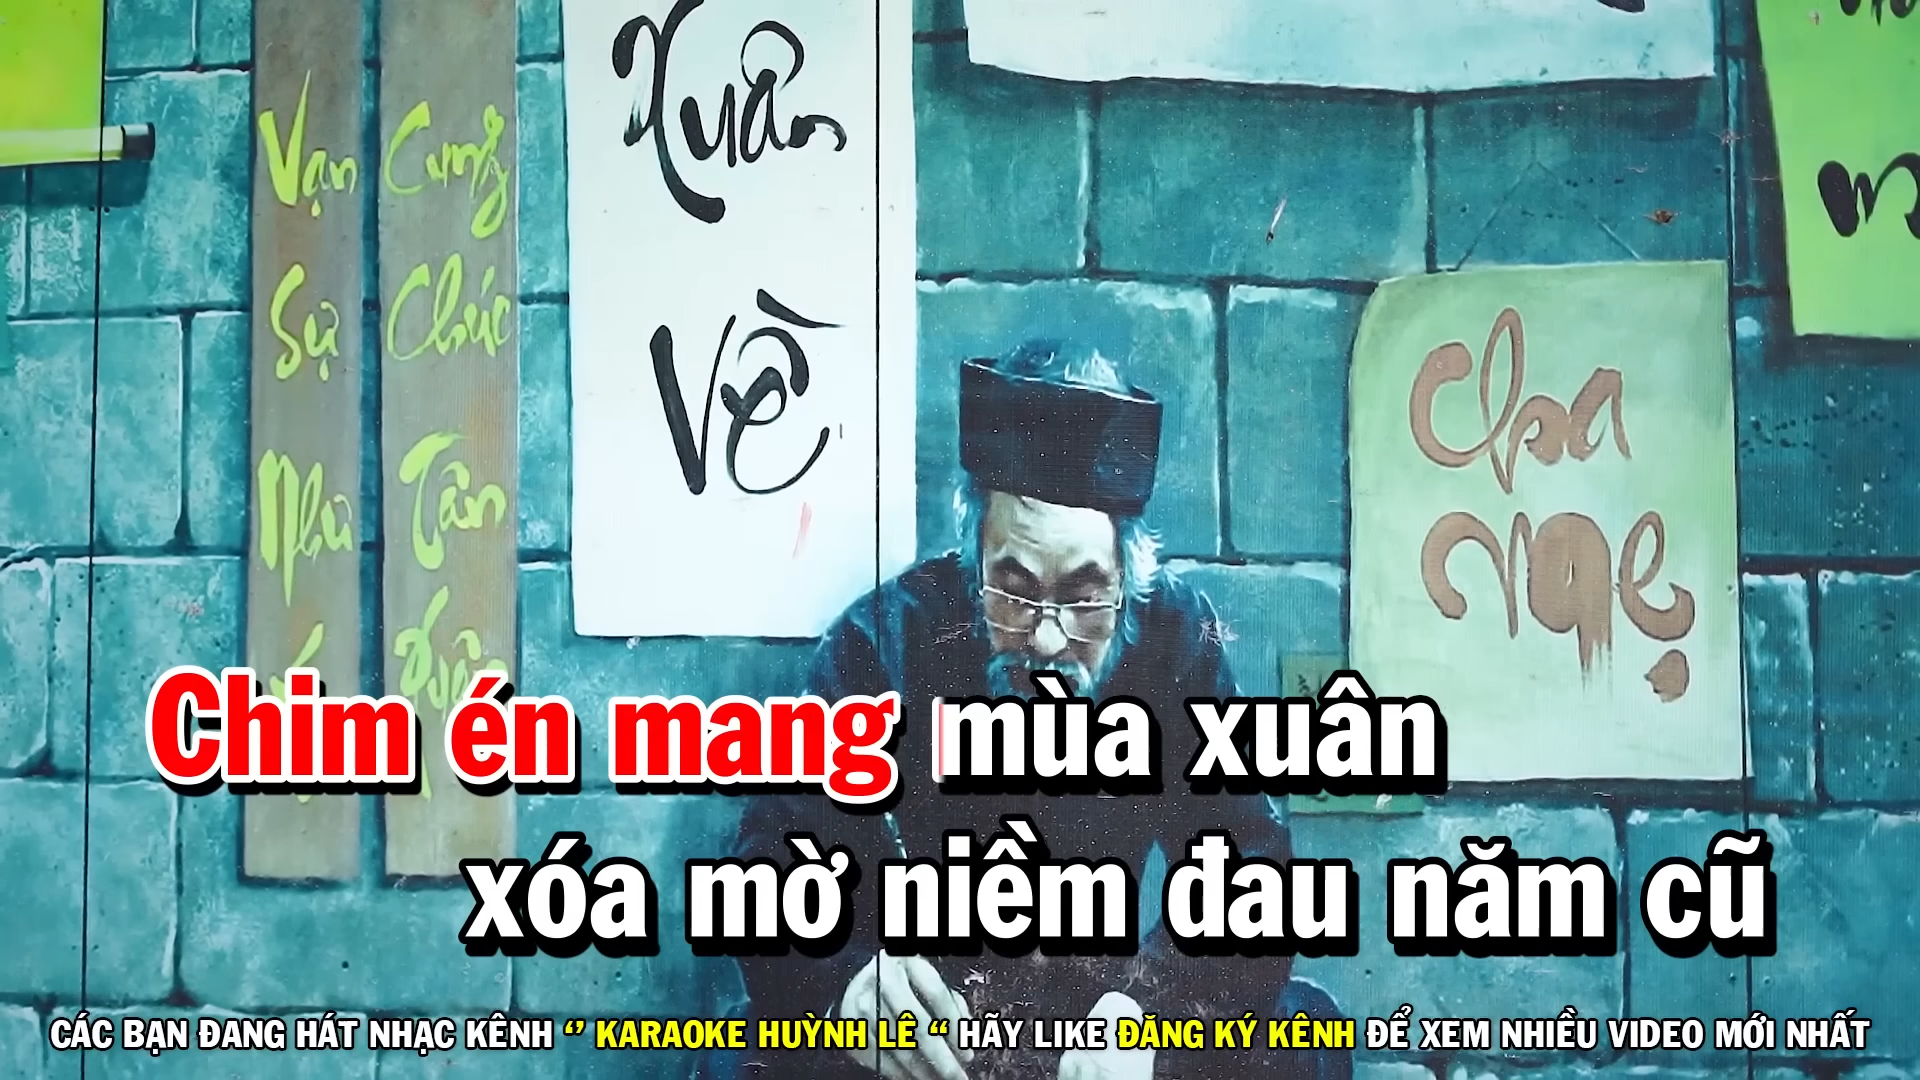 Xuân
Về
Vạn
Sự
Như
Ý
Cung
Chúc
Tân
Xuân
Cha
Mẹ
Chim én mang mùa xuân
xóa mờ niềm đau năm cũ
CÁC BẠN ĐANG HÁT NHẠC KÊNH ‘’ KARAOKE HUỲNH LÊ “ HÃY LIKE ĐĂNG KÝ KÊNH ĐỂ XEM NHIỀU VIDEO MỚI NHẤT